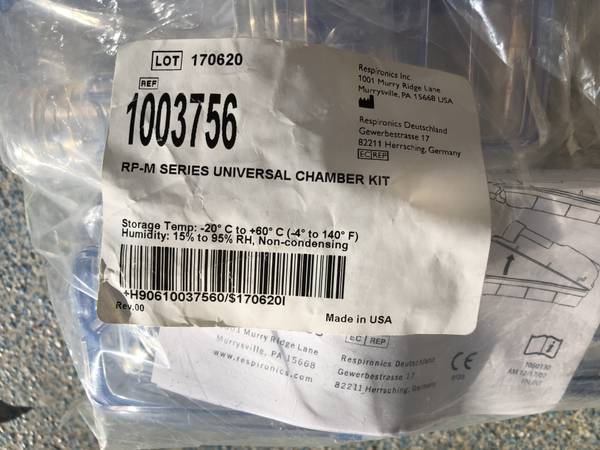 LOT 170620
REF
1003756
Respironics Inc.
1001 Murry Ridge Lane
Murrysville, PA 15668 USA
Respironics Deutschland
Gewerbestrasse 17
82211 Herrsching, Germany
EC REP
RP-M SERIES UNIVERSAL CHAMBER KIT
Storage Temp: -20° C to +60° C (-4° to 140° F)
Humidity: 15% to 95% RH, Non-condensing
+H90610037560/$170620I
Rev.00
Made in USA
1001 Murry Ridge Lane
Murrysville, PA 15668
www.respironics.com
EC REP
Respironics Deutschland
Gewerbestrasse 17
82211 Herrsching, Germany
CE